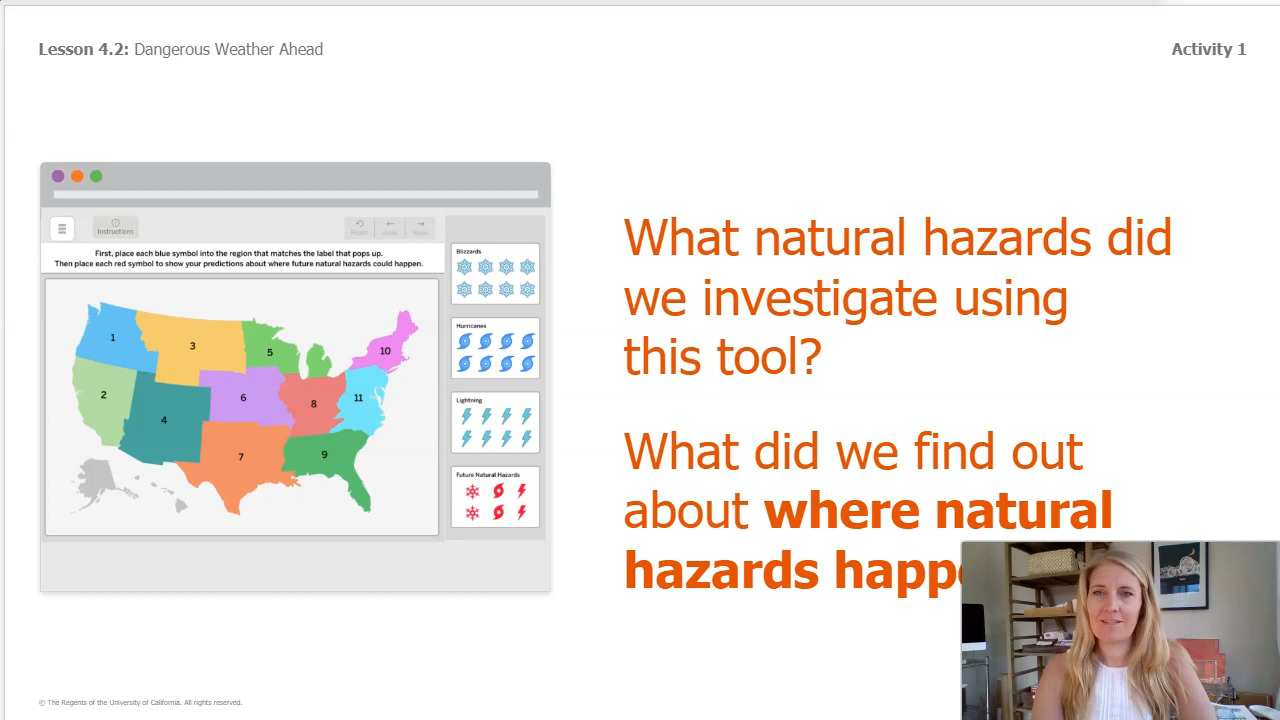 Lesson 4.2: Dangerous Weather Ahead
Activity 1
Instructions
Reset
Undo
Redo
First, place each blue symbol into the region that matches the label that pops up.
Then place each red symbol to show your predictions about where future natural hazards could happen.
Blizzards
Hurricanes
Lightning
Future Natural Hazards
1
2
3
4
5
6
7
8
9
10
11
What natural hazards did
we investigate using
this tool?
What did we find out
about where natural
hazards happe
© The Regents of the University of California. All rights reserved.